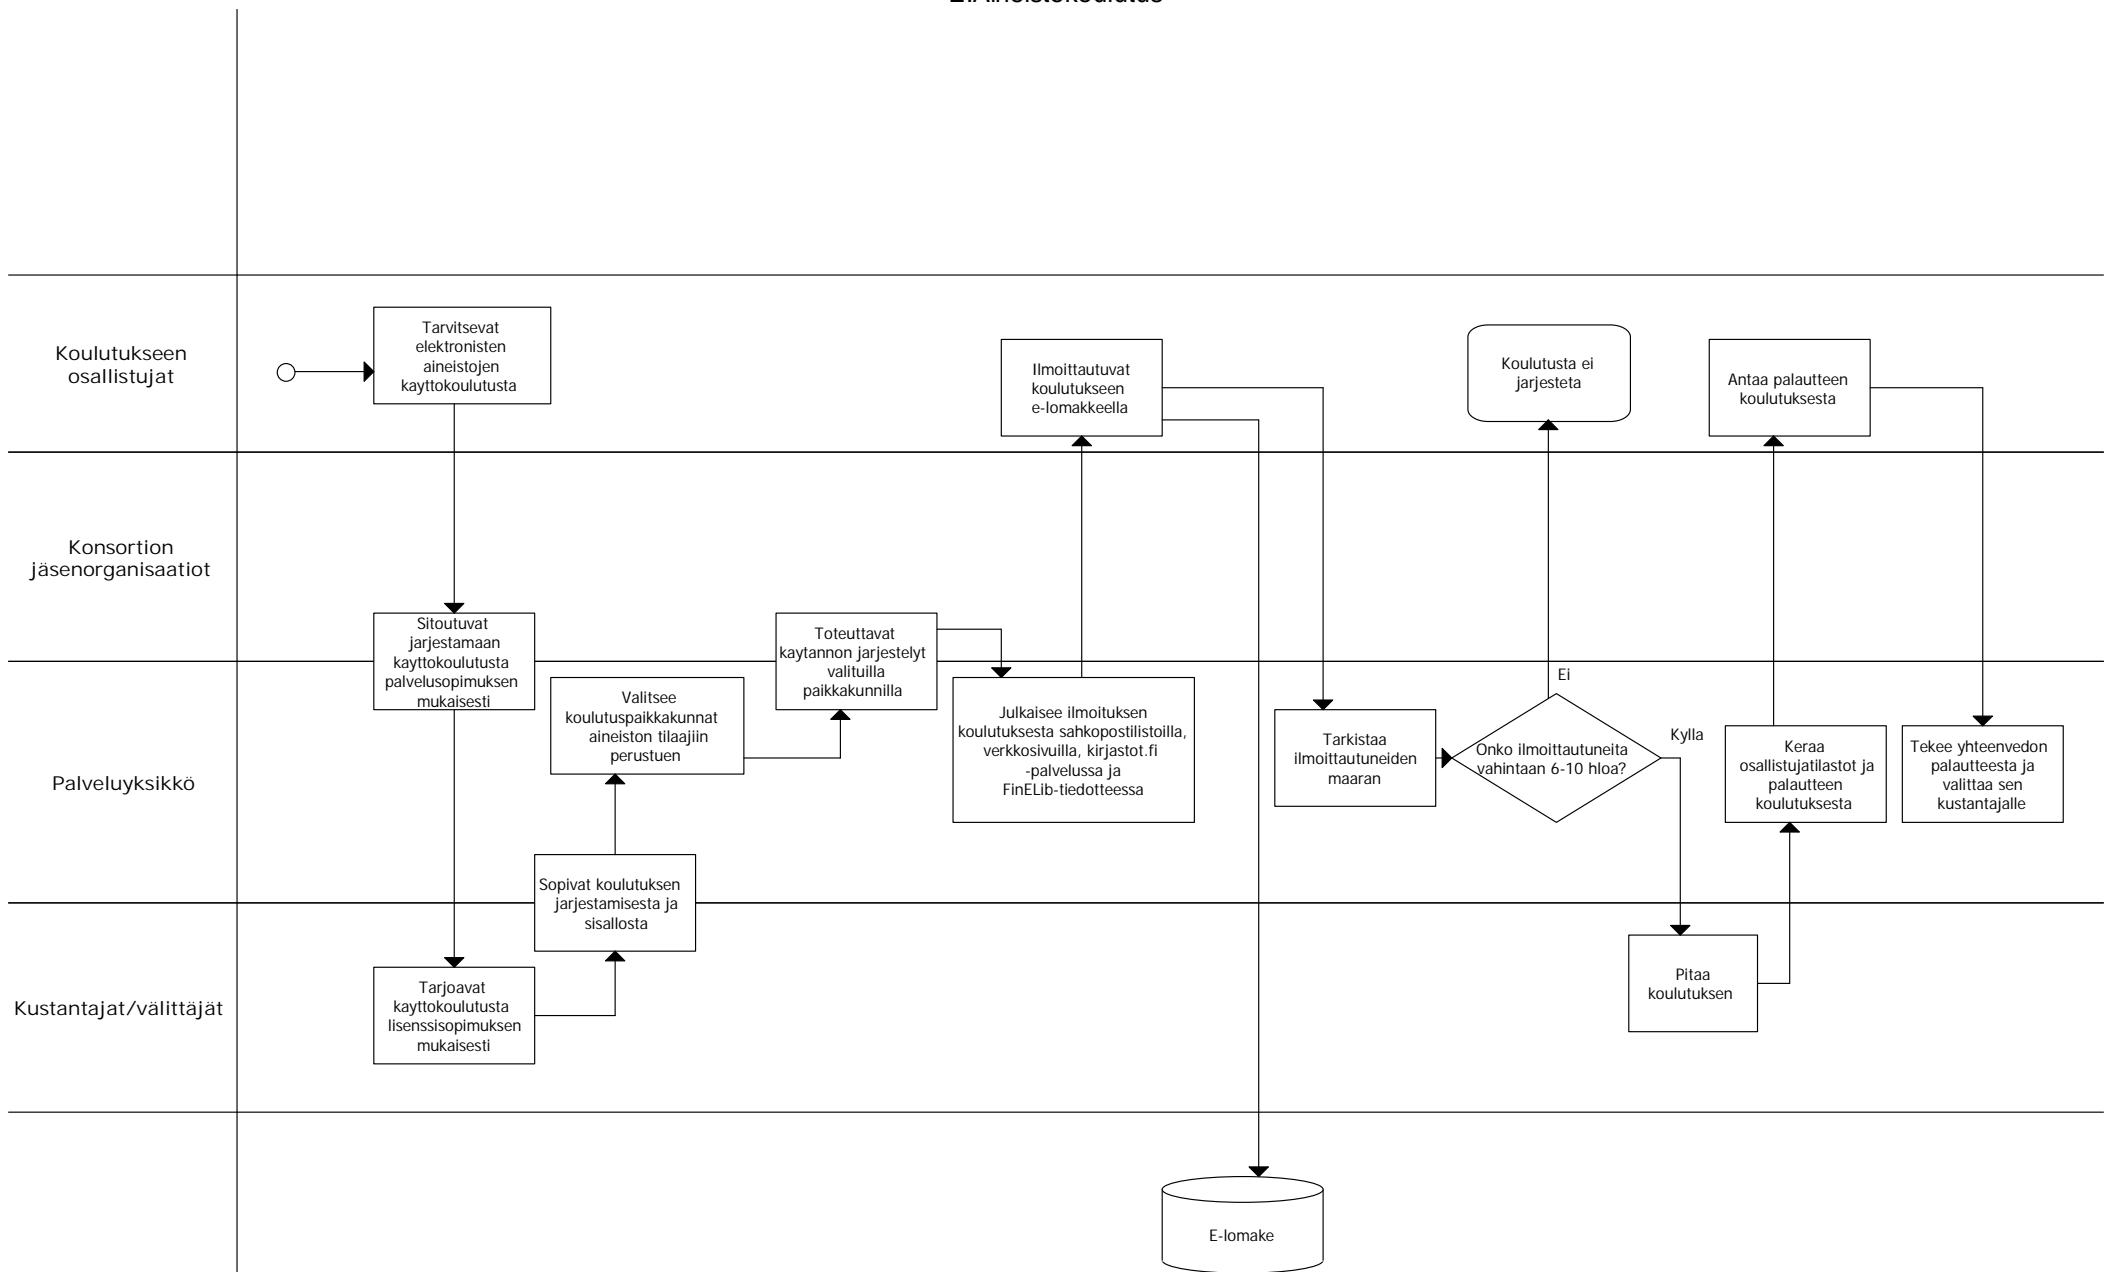 2.Aineistokoulutus
Koulutukseen
osallistujat
Tarvitsevat
elektronisten
aineistojen
kayttokoulutusta
Ilmoittautuvat
koulutukseen
e-lomakkeella
Koulutusta ei
jarjesteta
Antaa palautteen
koulutuksesta
Konsortion
jäsenorganisaatiot
Sitoutuvat
jarjestamaan
kayttokoulutusta
palvelusopimuksen
mukaisesti
Toteuttavat
kaytannon jarjestelyt
valituilla
paikkakunnilla
Palveluyksikkö
Valitsee
koulutuspaikkakunnat
aineiston tilaajiin
perustuen
Julkaisee ilmoituksen
koulutuksesta sahkopostilistoilla,
verkkosivuilla, kirjastot.fi
-palvelussa ja
FinELib-tiedotteessa
Tarkistaa
ilmoittautuneiden
maaran
Ei
Onko ilmoittautuneita
vahintaan 6-10 hloa?
Kylla
Keraa
osallistujatilastot ja
palautteen
koulutuksesta
Tekee yhteenvedon
palautteesta ja
valittaa sen
kustantajalle
Sopivat koulutuksen
jarjestamisesta ja
sisallosta
Kustantajat/välittäjät
Tarjoavat
kayttokoulutusta
lisenssisopimuksen
mukaisesti
Pitaa
koulutuksen
E-lomake